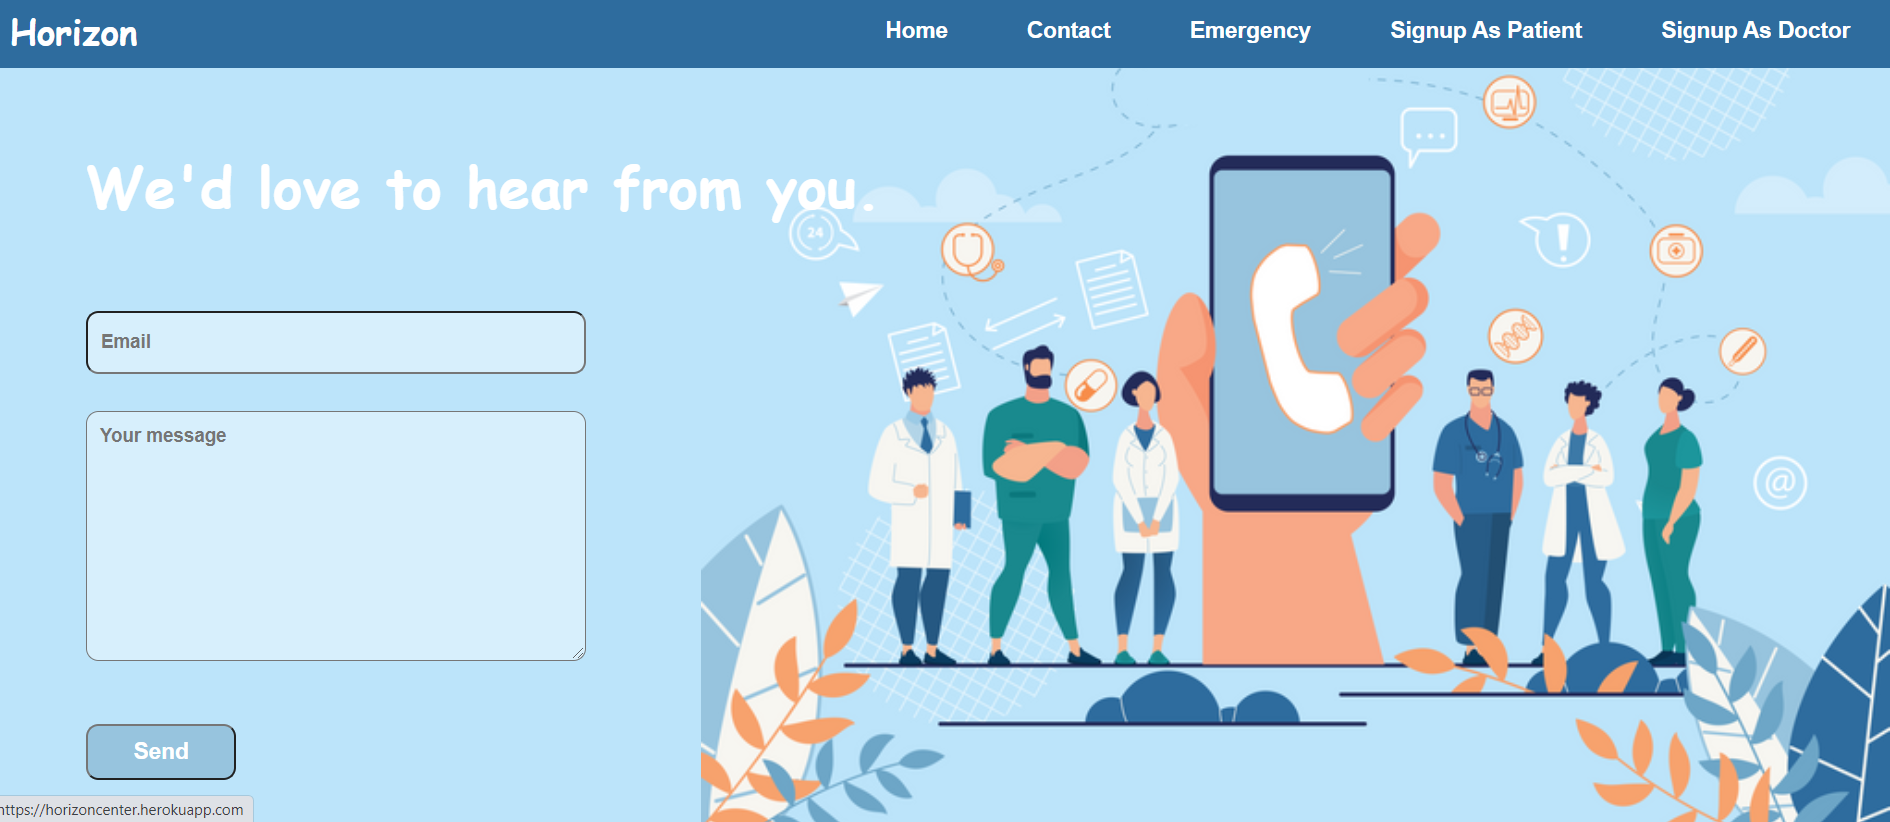 Horizon
Home Contact Emergency Signup As Patient Signup As Doctor
We'd love to hear from you.
24
Email
Your message
@
Send
https://horizoncenter.herokuapp.com